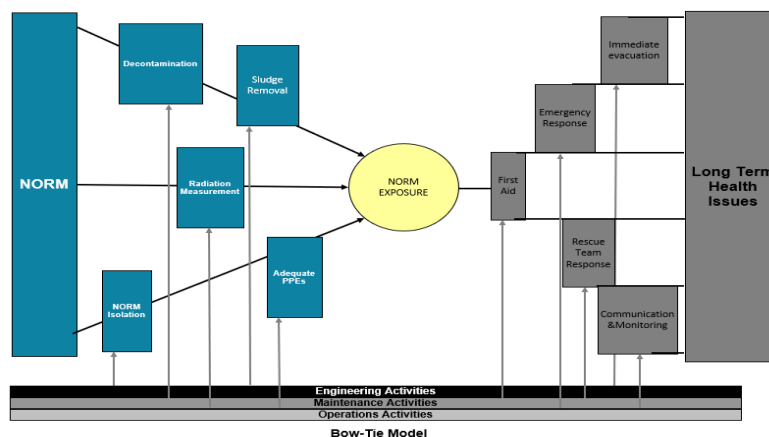 NORM
Decontamination
Sludge
Removal
Radiation
Measurement
NORM
Isolation
Adequate
PPEs
NORM
EXPOSURE
First
Aid
Emergency
Response
Immediate
evacuation
Rescue
Team
Response
Communication
&Monitoring
Long Term
Health
Issues
Engineering Activities
Maintenance Activities
Operations Activities
Bow-Tie Model